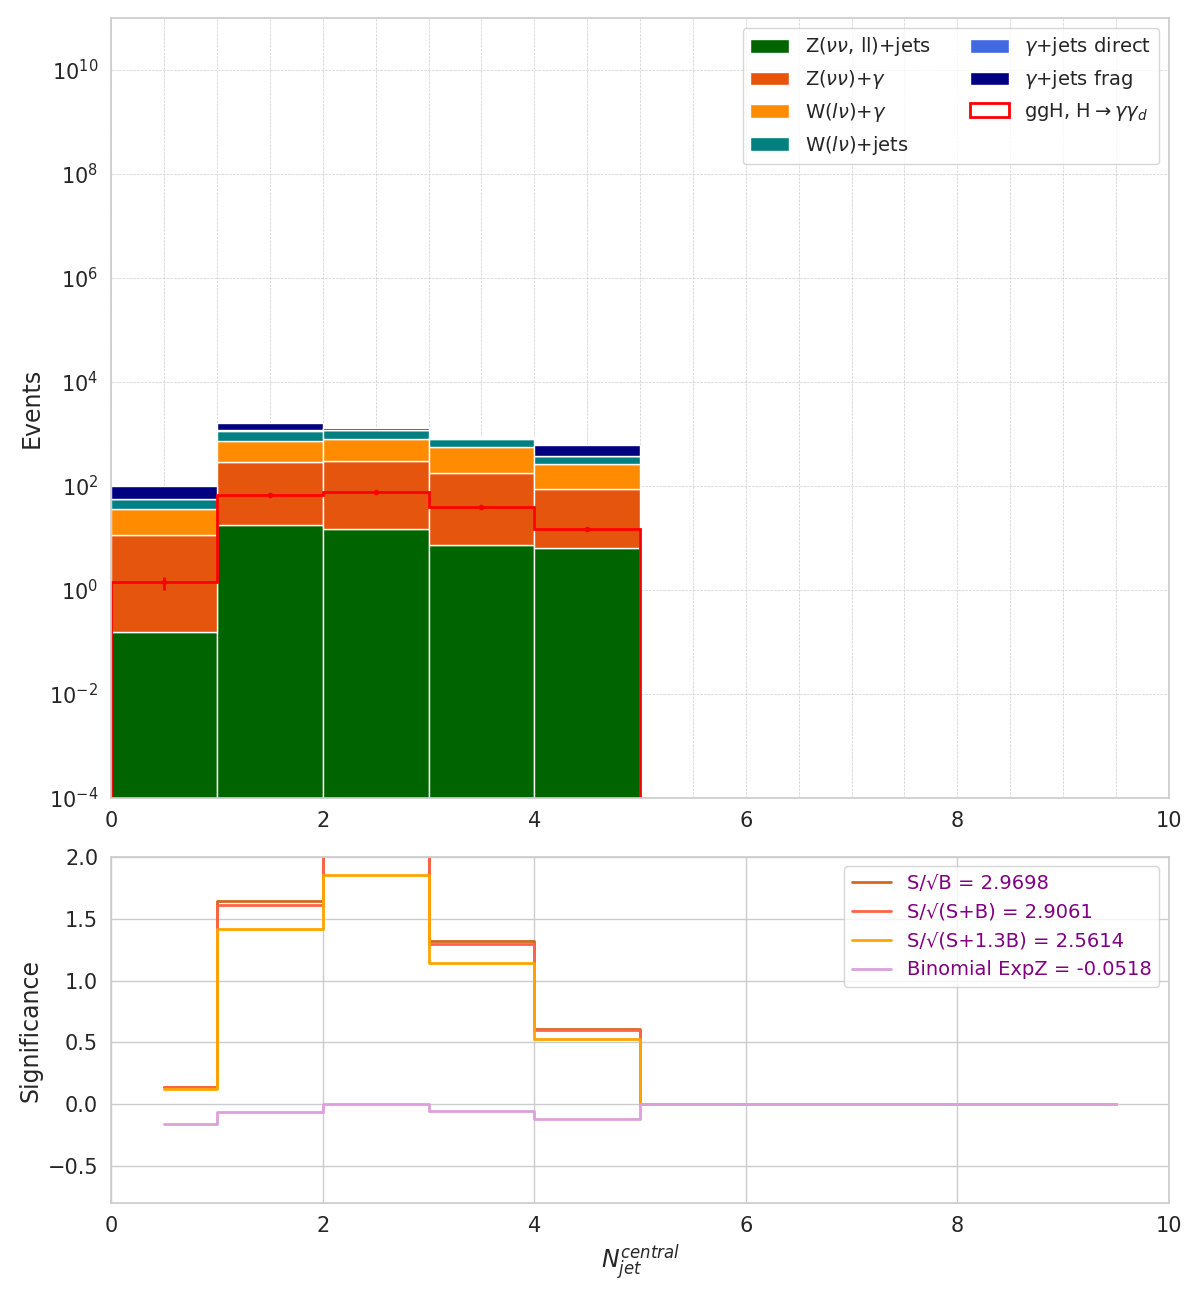 Z(νν, ll)+jets
Z(νν)+γ
W(lν)+γ
W(lν)+jets
γ+jets direct
γ+jets frag
ggH, H→γγ_d
10^10
10^8
10^6
10^4
10^2
10^0
10^−2
10^−4
Events
0 2 4 6 8 10
S/√B = 2.9698
S/√(S+B) = 2.9061
S/√(S+1.3B) = 2.5614
Binomial ExpZ = -0.0518
2.0
1.5
1.0
0.5
0.0
−0.5
Significance
0 2 4 6 8 10
N_jet^central